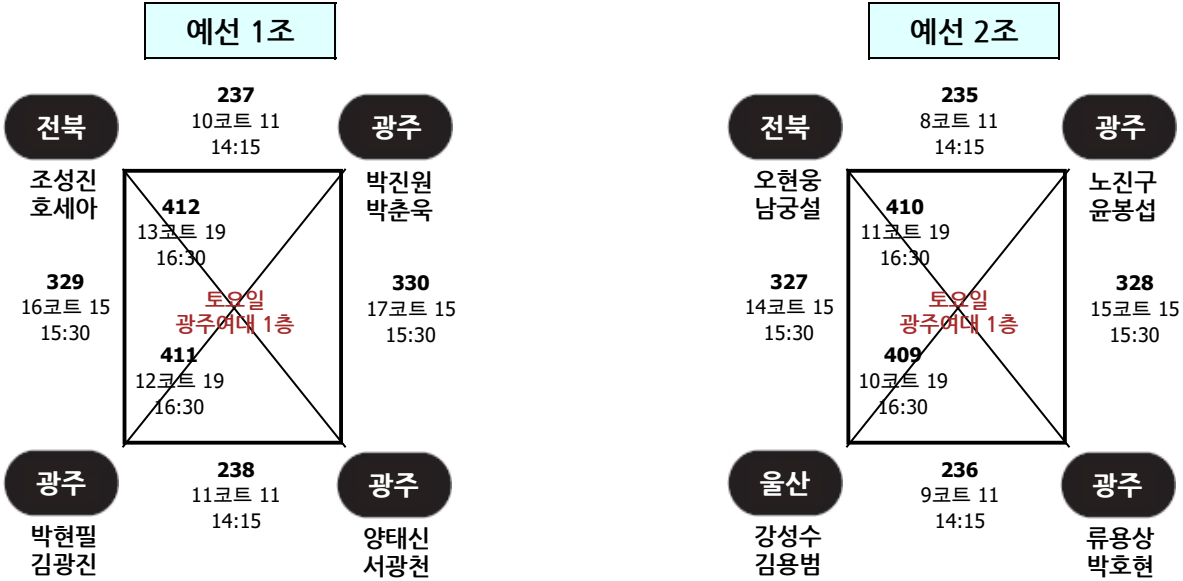 예선 1조
237
10코트 11
14:15
전북
조성진
호세아
광주
박진원
박춘욱
412
13코트 19
16:30
329
16코트 15
15:30
토요일
광주여대 1층
330
17코트 15
15:30
411
12코트 19
16:30
광주
박현필
김광진
238
11코트 11
14:15
광주
양태신
서광천
예선 2조
235
8코트 11
14:15
전북
오현웅
남궁설
광주
노진구
윤봉섭
410
11코트 19
16:30
327
14코트 15
15:30
토요일
광주여대 1층
328
15코트 15
15:30
409
10코트 19
16:30
울산
강성수
김용범
236
9코트 11
14:15
광주
류용상
박호현